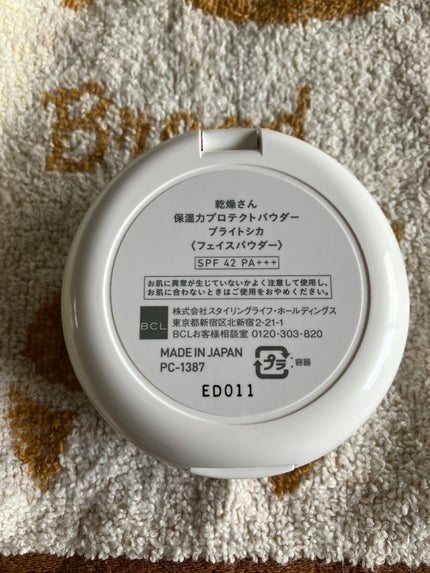 Bread
乾燥さん
保湿力プロテクトパウダー
ブライトシカ
〈フェイスパウダー〉
SPF 42 PA+++
お肌に異常が生じていないかよく注意して使用し、
お肌に合わないときはご使用をおやめください。
BCL
株式会社スタイリングライフ・ホールディングス
東京都新宿区北新宿2-21-1
BCLお客様相談室 0120-303-820
MADE IN JAPAN
PC-1387
プラ :容器
ED011